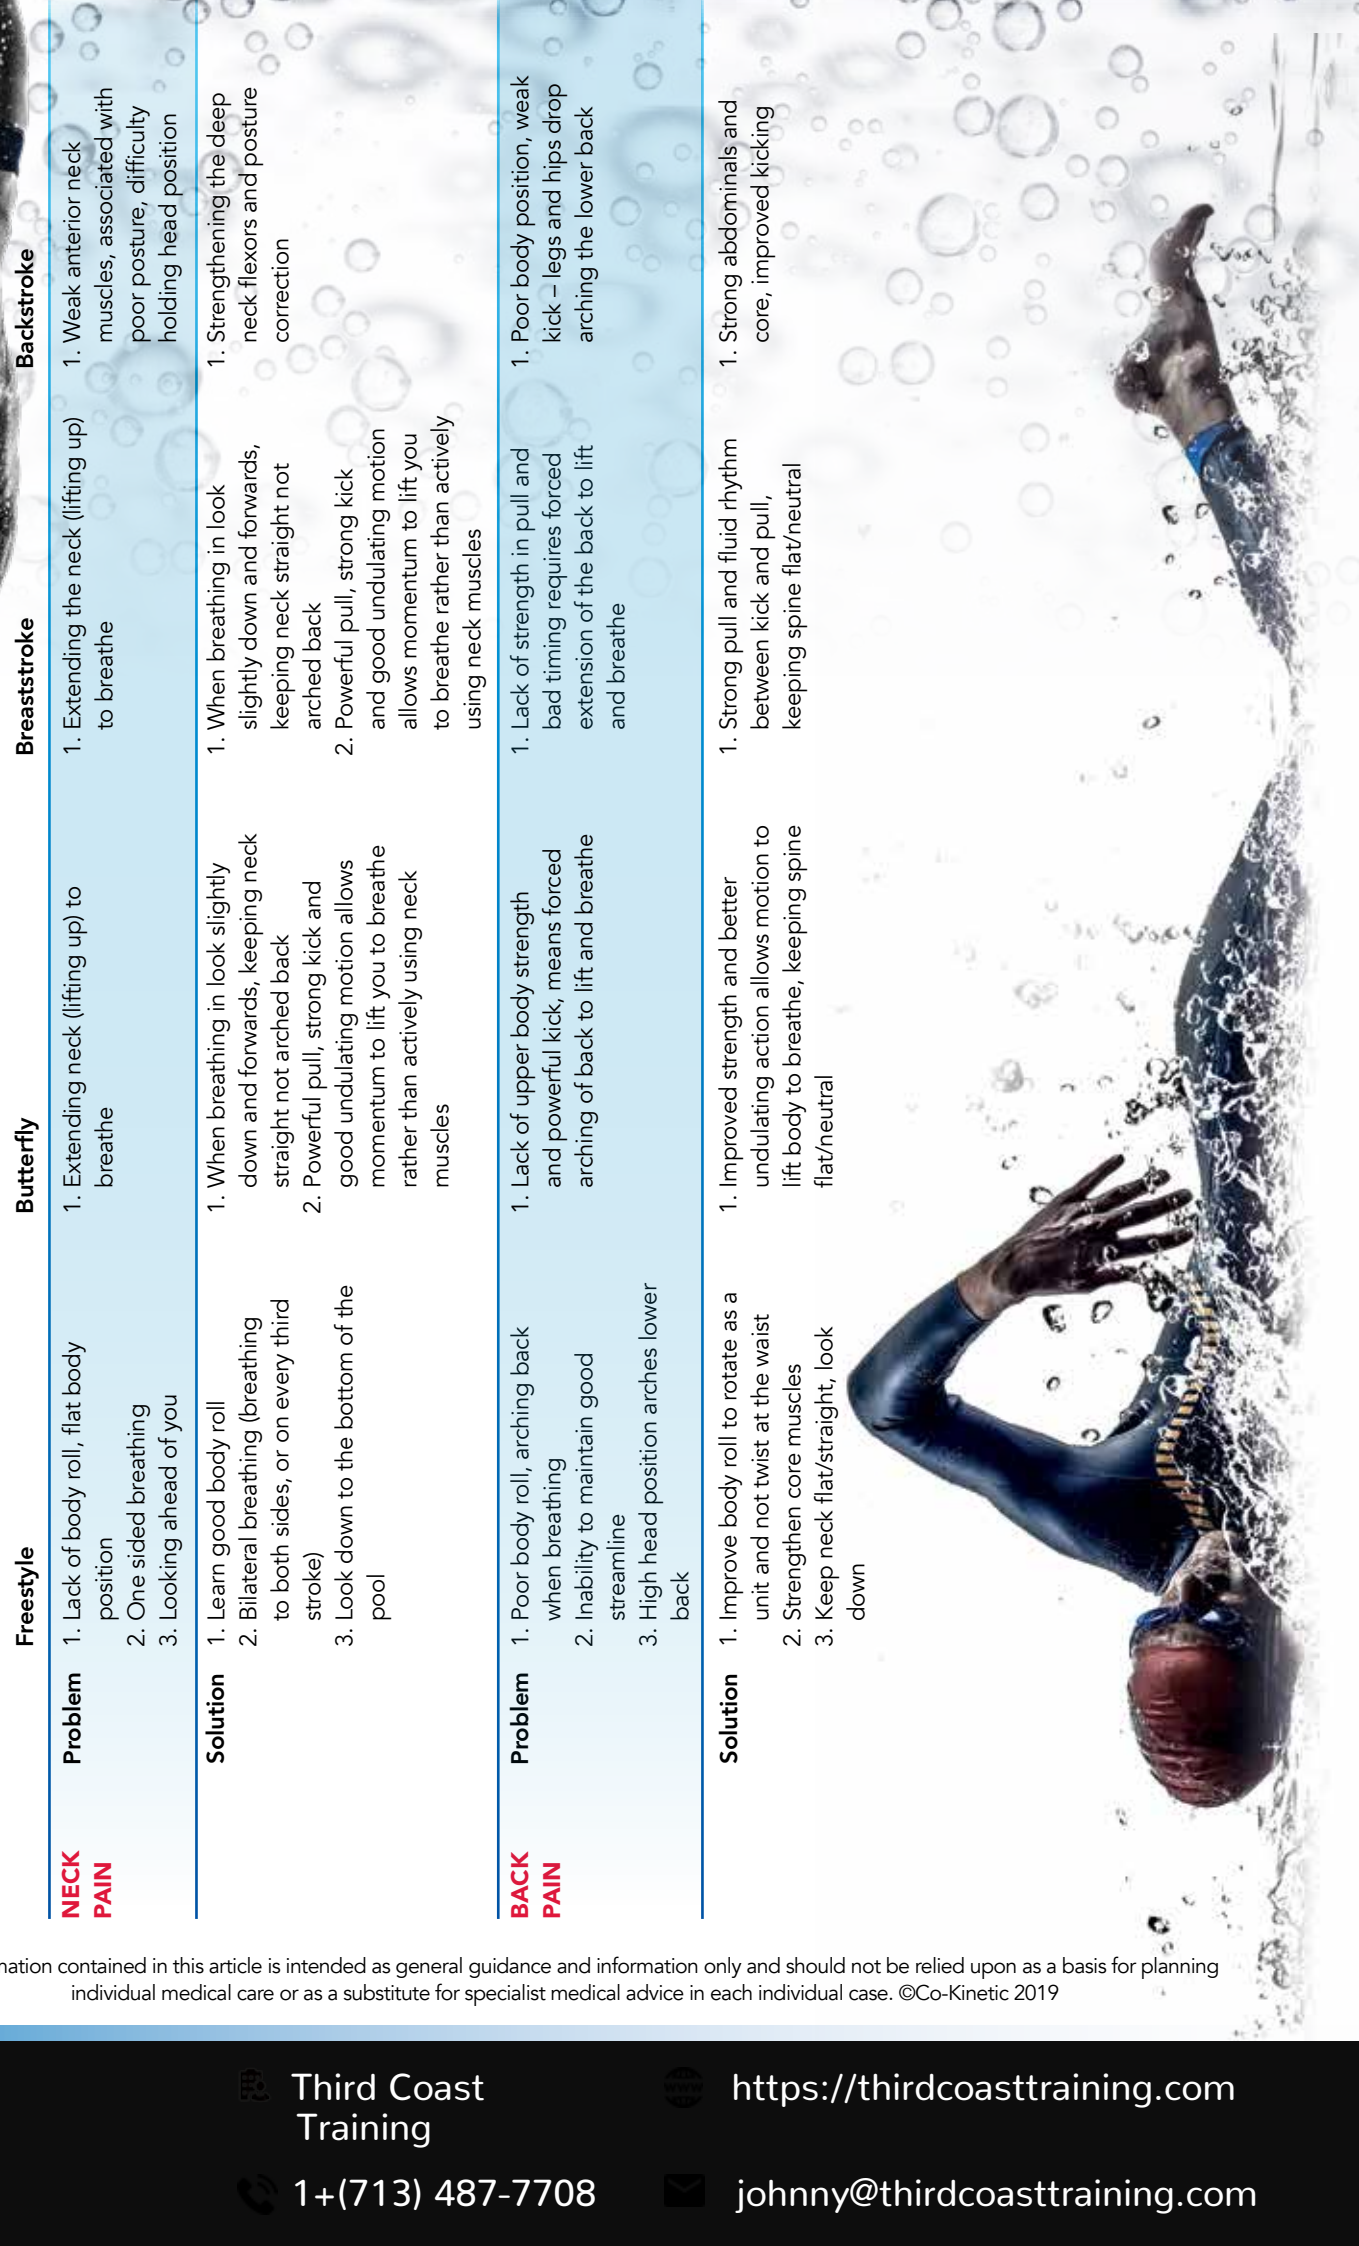 Freestyle
Butterfly
Breaststroke
Backstroke
NECK
PAIN
Problem
1. Lack of body roll, flat body
position
2. One sided breathing
3. Looking ahead of you
1. Extending neck (lifting up) to
breathe
1. Extending the neck (lifting up)
to breathe
1. Weak anterior neck
muscles, associated with
poor posture, difficulty
holding head position
Solution
1. Learn good body roll
2. Bilateral breathing (breathing
to both sides, or on every third
stroke)
3. Look down to the bottom of the
pool
1. When breathing in look slightly
down and forwards, keeping neck
straight not arched back
2. Powerful pull, strong kick and
good undulating motion allows
momentum to lift you to breathe
rather than actively using neck
muscles
1. When breathing in look
slightly down and forwards,
keeping neck straight not
arched back
2. Powerful pull, strong kick
and good undulating motion
allows momentum to lift you
to breathe rather than actively
using neck muscles
1. Strengthening the deep
neck flexors and posture
correction
BACK
PAIN
Problem
1. Poor body roll, arching back
when breathing
2. Inability to maintain good
streamline
3. High head position arches lower
back
1. Lack of upper body strength
and powerful kick, means forced
arching of back to lift and breathe
1. Lack of strength in pull and
bad timing requires forced
extension of the back to lift
and breathe
1. Poor body position, weak
kick – legs and hips drop
arching the lower back
Solution
1. Improve body roll to rotate as a
unit and not twist at the waist
2. Strengthen core muscles
3. Keep neck flat/straight, look
down
1. Improved strength and better
undulating action allows motion to
lift body to breathe, keeping spine
flat/neutral
1. Strong pull and fluid rhythm
between kick and pull,
keeping spine flat/neutral
1. Strong abdominals and
core, improved kicking
mation contained in this article is intended as general guidance and information only and should not be relied upon as a basis for planning
individual medical care or as a substitute for specialist medical advice in each individual case. ©Co-Kinetic 2019
Third Coast
Training
https://thirdcoasttraining.com
1+(713) 487-7708
johnny@thirdcoasttraining.com